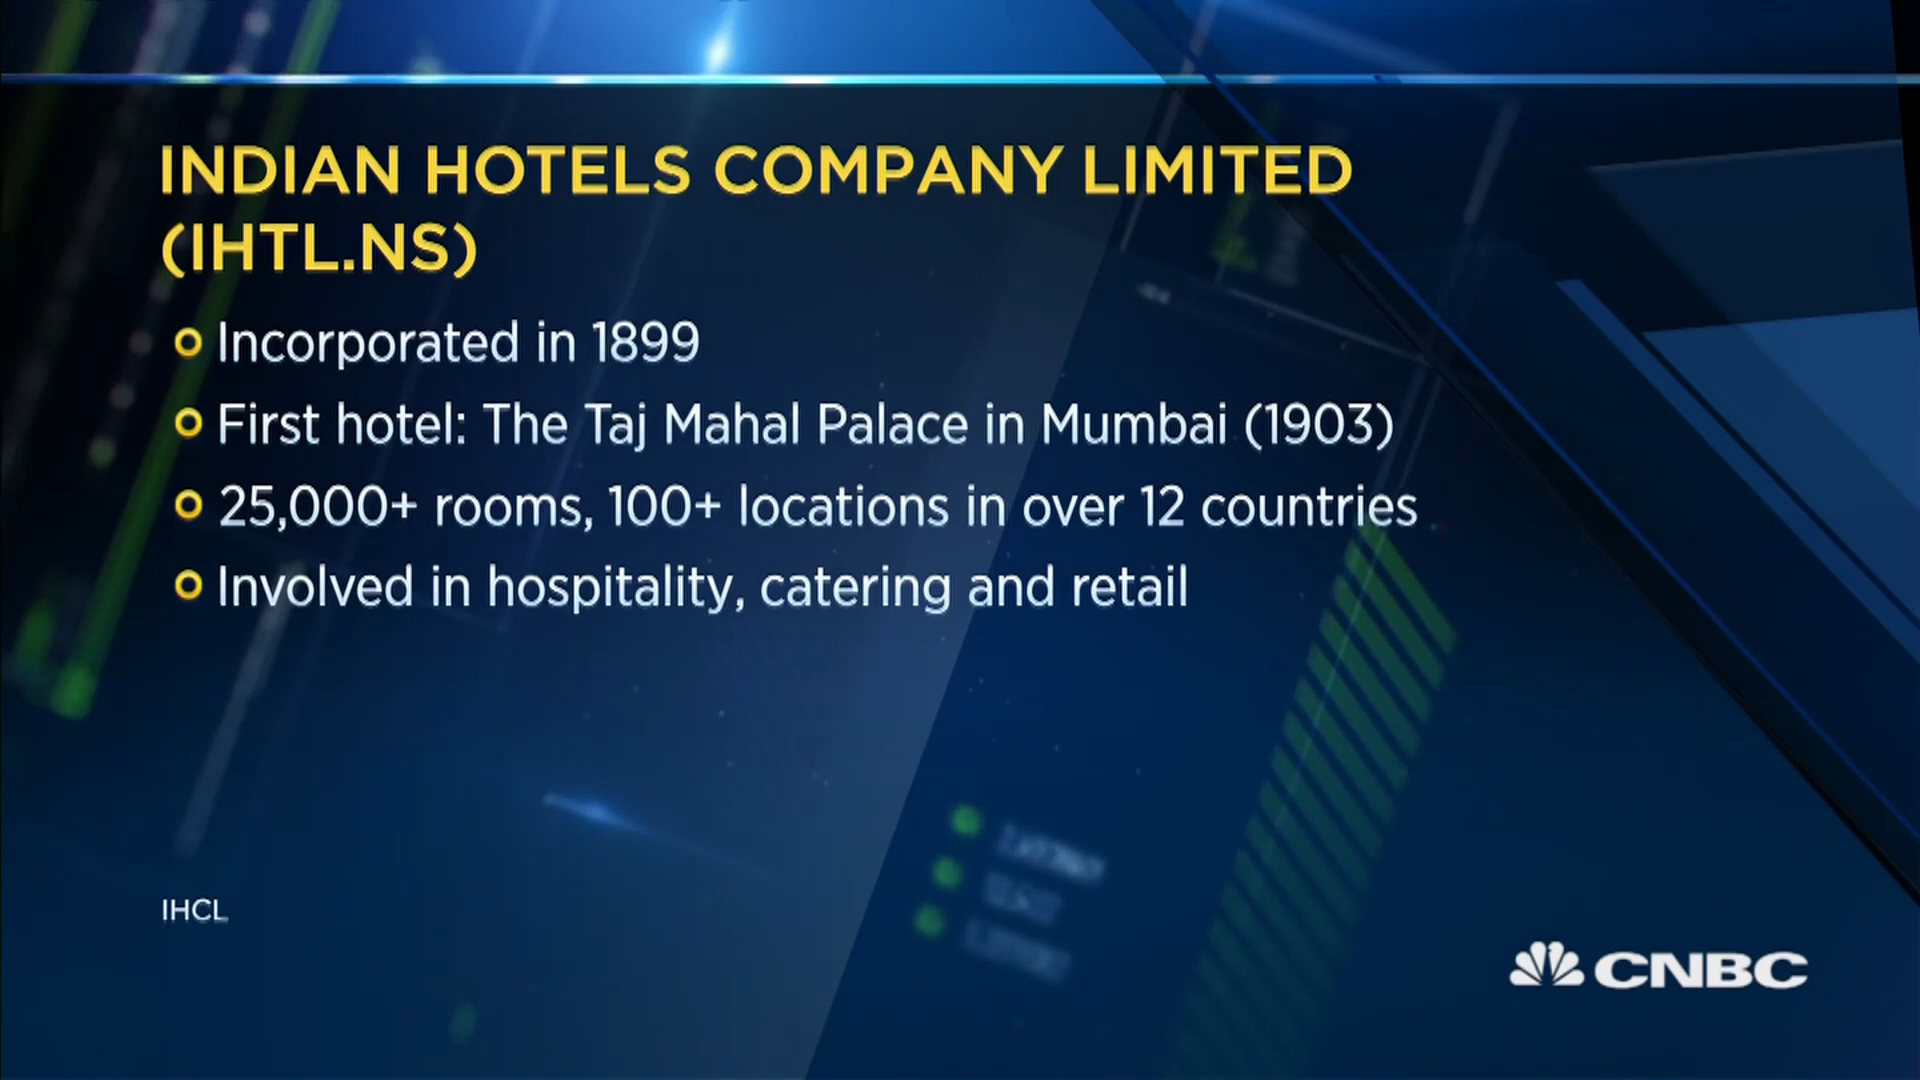 INDIAN HOTELS COMPANY LIMITED
(IHTL.NS)
Incorporated in 1899
First hotel: The Taj Mahal Palace in Mumbai (1903)
25,000+ rooms, 100+ locations in over 12 countries
Involved in hospitality, catering and retail
IHCL
CNBC